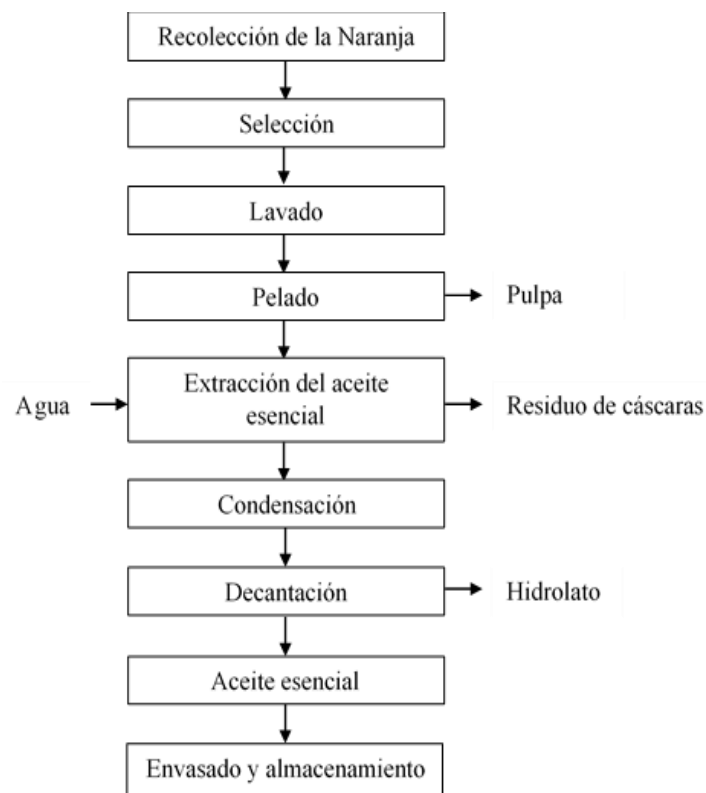 Recolección de la Naranja
Selección
Lavado
Pelado
Pulpa
Agua
Extracción del aceite
esencial
Residuo de cáscaras
Condensación
Decantación
Hidrolato
Aceite esencial
Envasado y almacenamiento